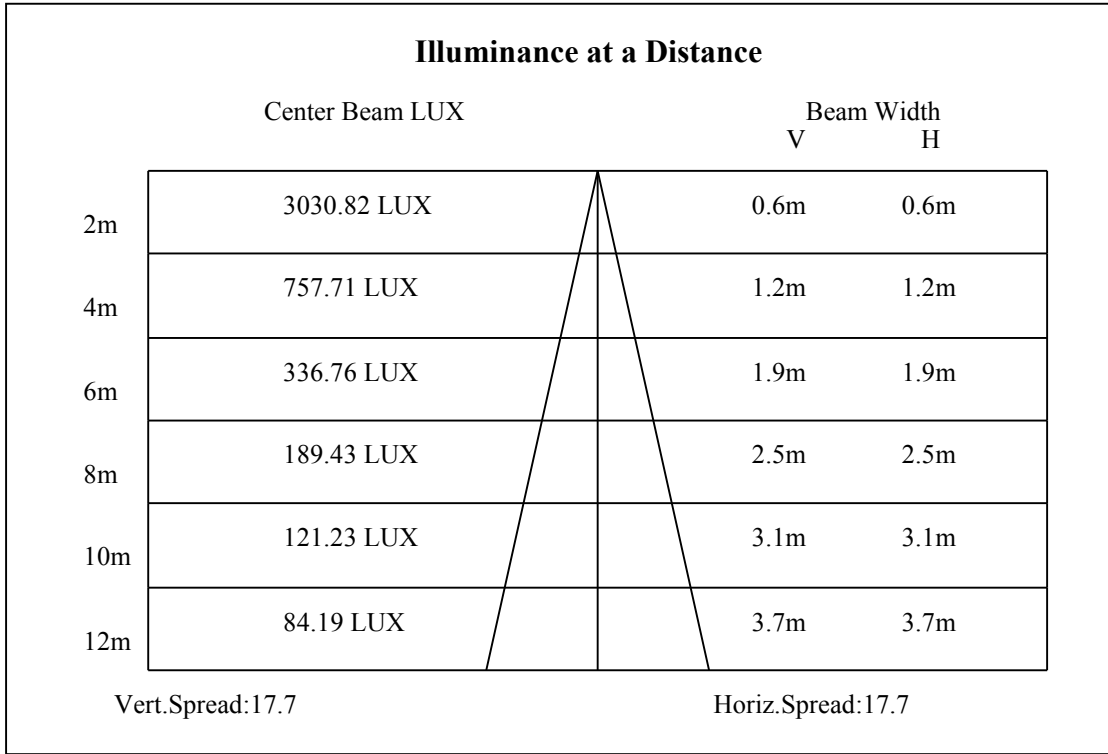 Illuminance at a Distance
Center Beam LUX Beam Width
V H
2m 3030.82 LUX 0.6m 0.6m
4m 757.71 LUX 1.2m 1.2m
6m 336.76 LUX 1.9m 1.9m
8m 189.43 LUX 2.5m 2.5m
10m 121.23 LUX 3.1m 3.1m
12m 84.19 LUX 3.7m 3.7m
Vert.Spread:17.7 Horiz.Spread:17.7